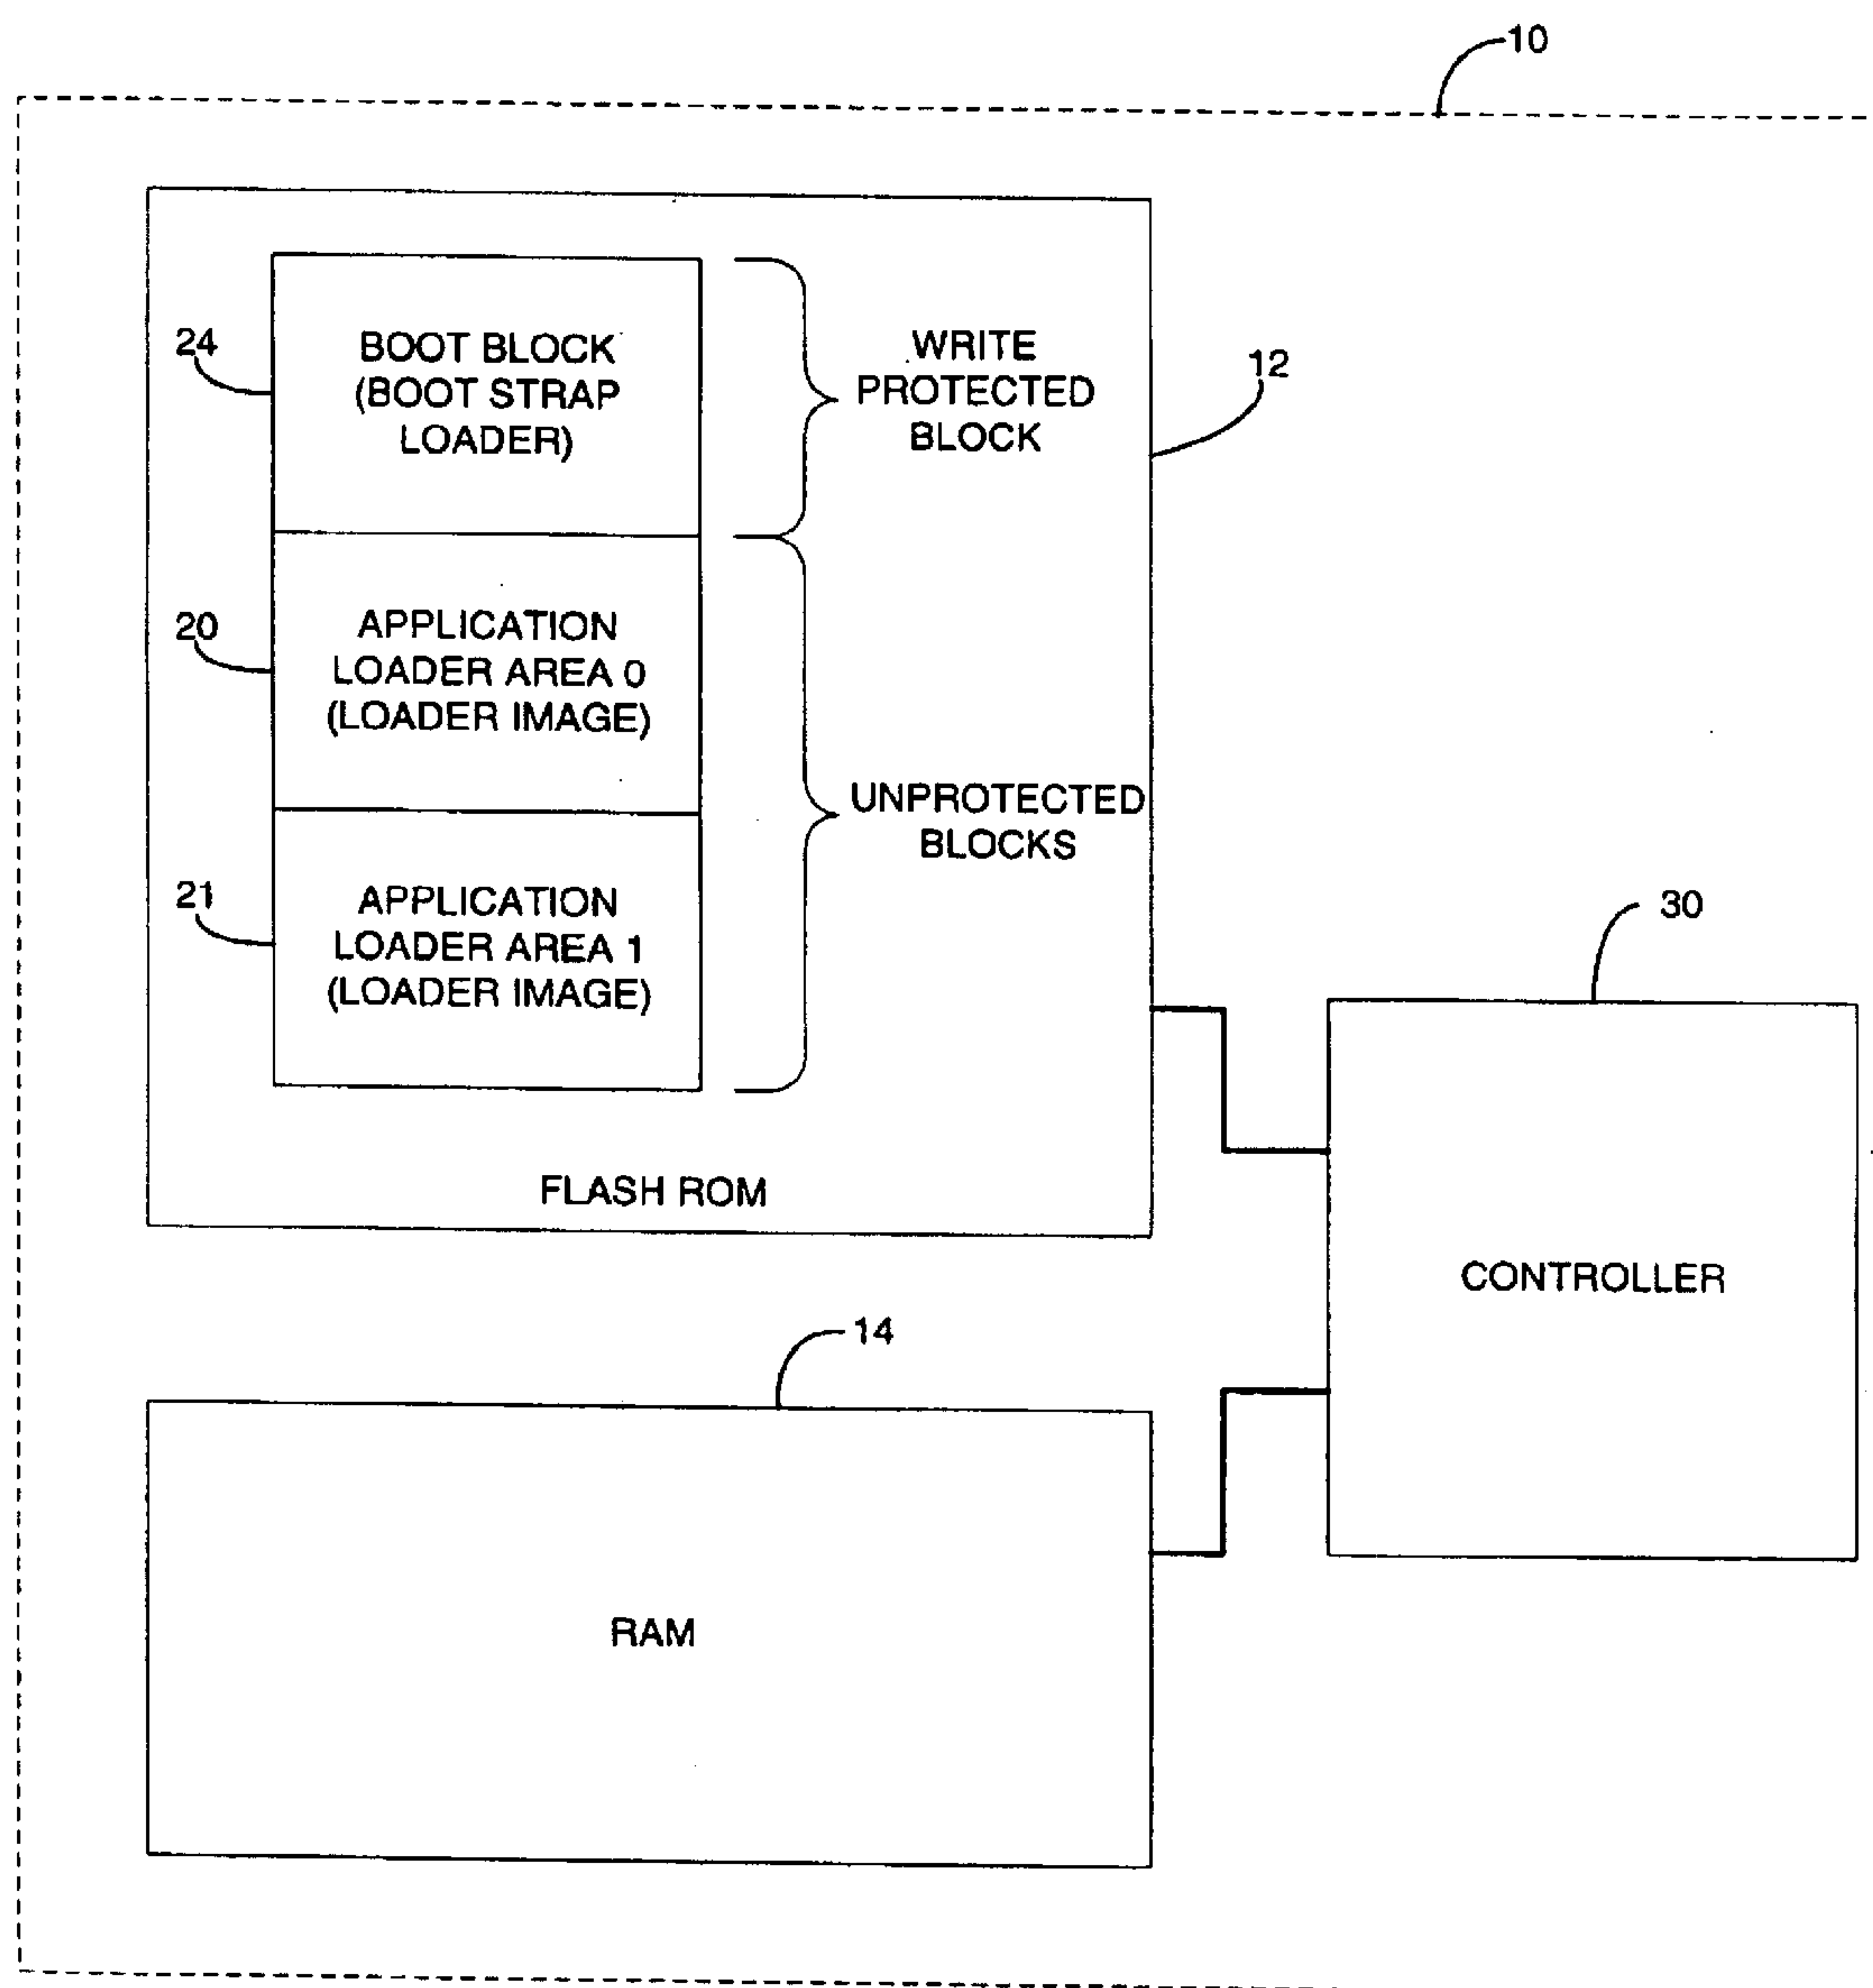 10
24
BOOT BLOCK
(BOOT STRAP
LOADER)
WRITE
PROTECTED
BLOCK
12
20
APPLICATION
LOADER AREA 0
(LOADER IMAGE)
UNPROTECTED
BLOCKS
21
APPLICATION
LOADER AREA 1
(LOADER IMAGE)
30
FLASH ROM
CONTROLLER
14
RAM